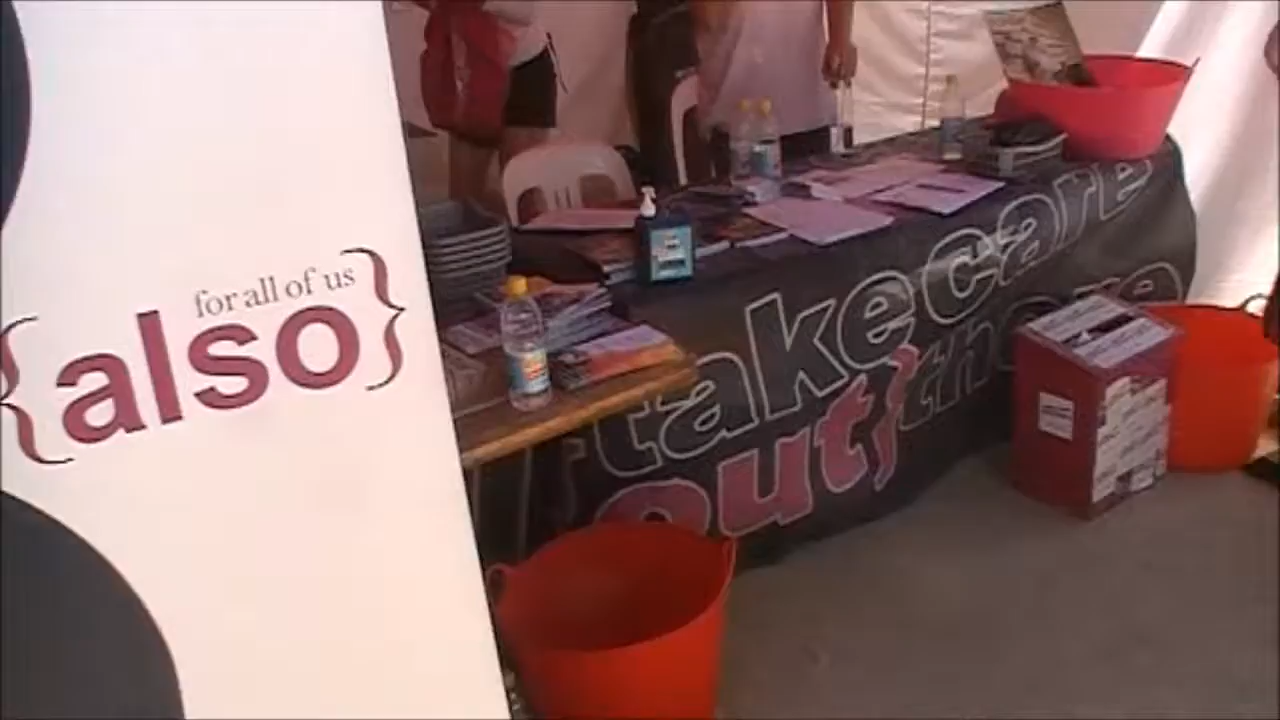 for all of us
{also}
take care
out} there